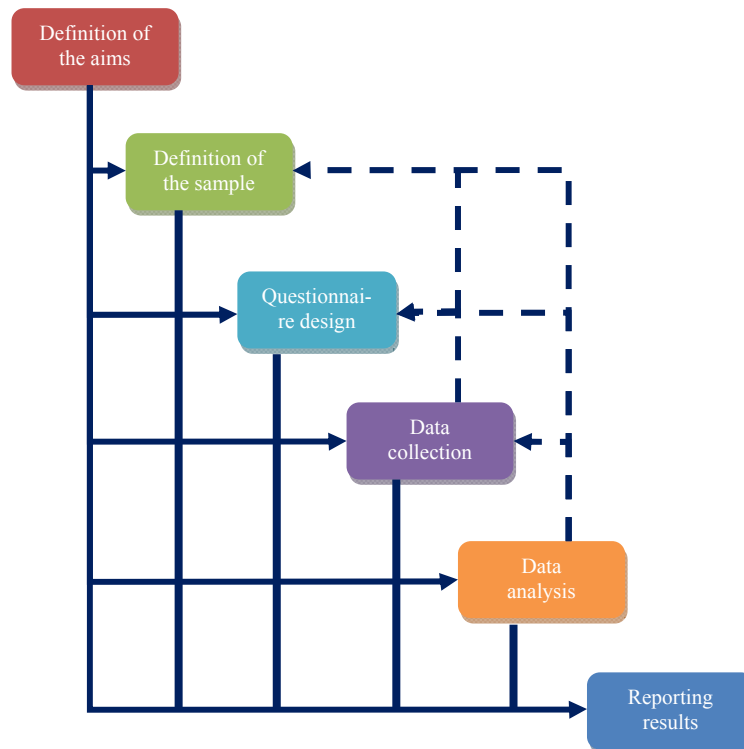 Definition of
the aims
Definition of
the sample
Questionnai-
re design
Data
collection
Data
analysis
Reporting
results